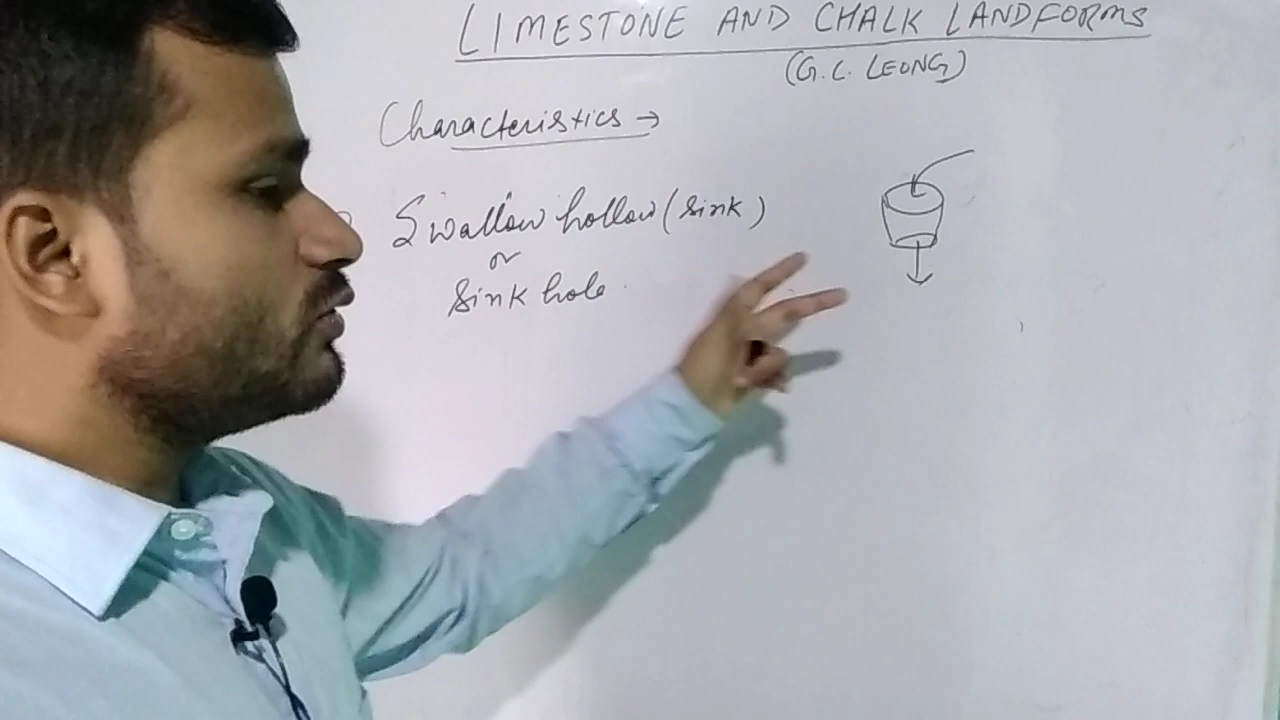 LIMESTONE AND CHALK LANDFORMS
(G.C. LEONG)
Characteristics →
Swallow hollow (sink)
or
Sink hole